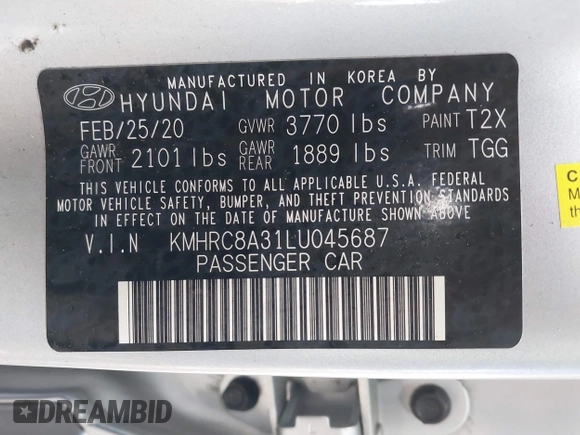 MANUFACTURED IN KOREA BY
HYUNDAI MOTOR COMPANY
FEB/25/20 GVWR 3770 lbs PAINT T2X
GAWR FRONT 2101 lbs GAWR REAR 1889 lbs TRIM TGG
THIS VEHICLE CONFORMS TO ALL APPLICABLE U.S.A. FEDERAL
MOTOR VEHICLE SAFETY, BUMPER, AND THEFT PREVENTION STANDARDS
IN EFFECT ON THE DATE OF MANUFACTURE SHOWN ABOVE
V.I.N KMHRC8A31LU045687
PASSENGER CAR
DREAMBID